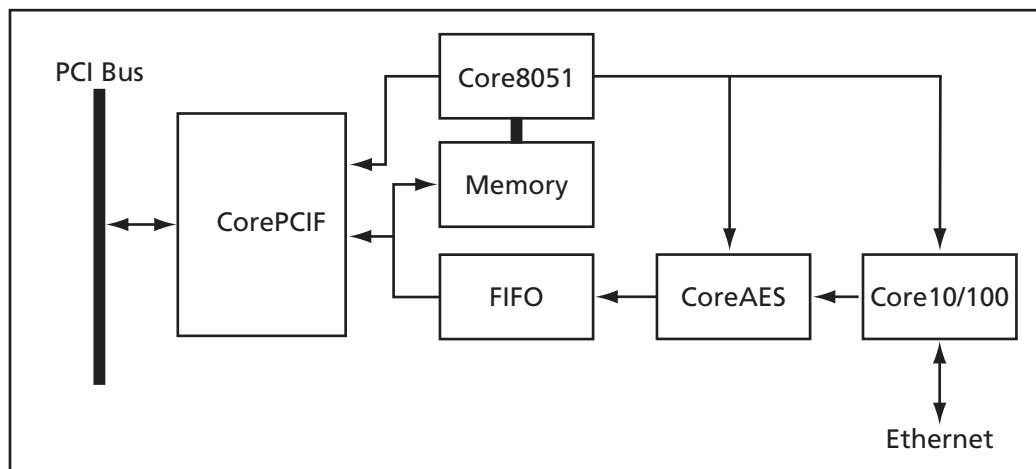 PCI Bus
Core8051
CorePCIF
Memory
FIFO
CoreAES
Core10/100
Ethernet